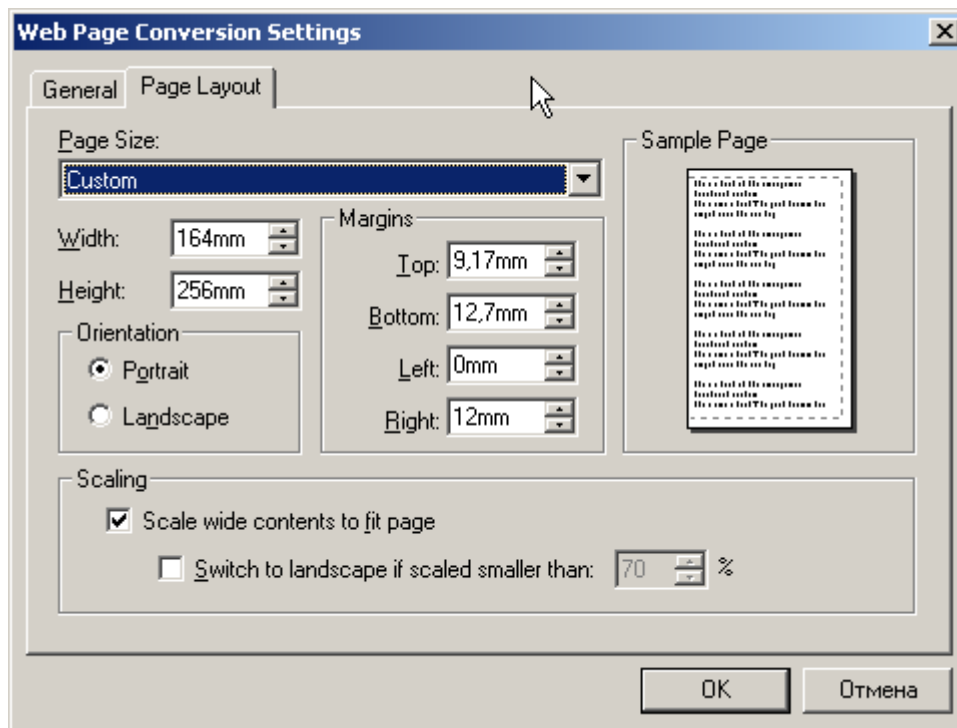 Web Page Conversion Settings
General
Page Layout
Page Size:
Custom
Width: 164mm
Height: 256mm
Orientation
Portrait
Landscape
Margins
Top: 9,17mm
Bottom: 12,7mm
Left: 0mm
Right: 12mm
Sample Page
Scaling
Scale wide contents to fit page
Switch to landscape if scaled smaller than: 70 %
OK
Отмена